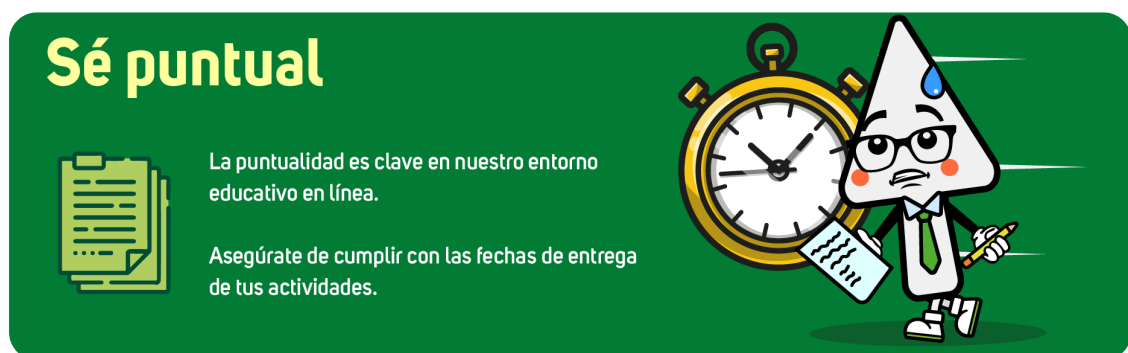 Sé puntual
La puntualidad es clave en nuestro entorno
educativo en línea.
Asegúrate de cumplir con las fechas de entrega
de tus actividades.